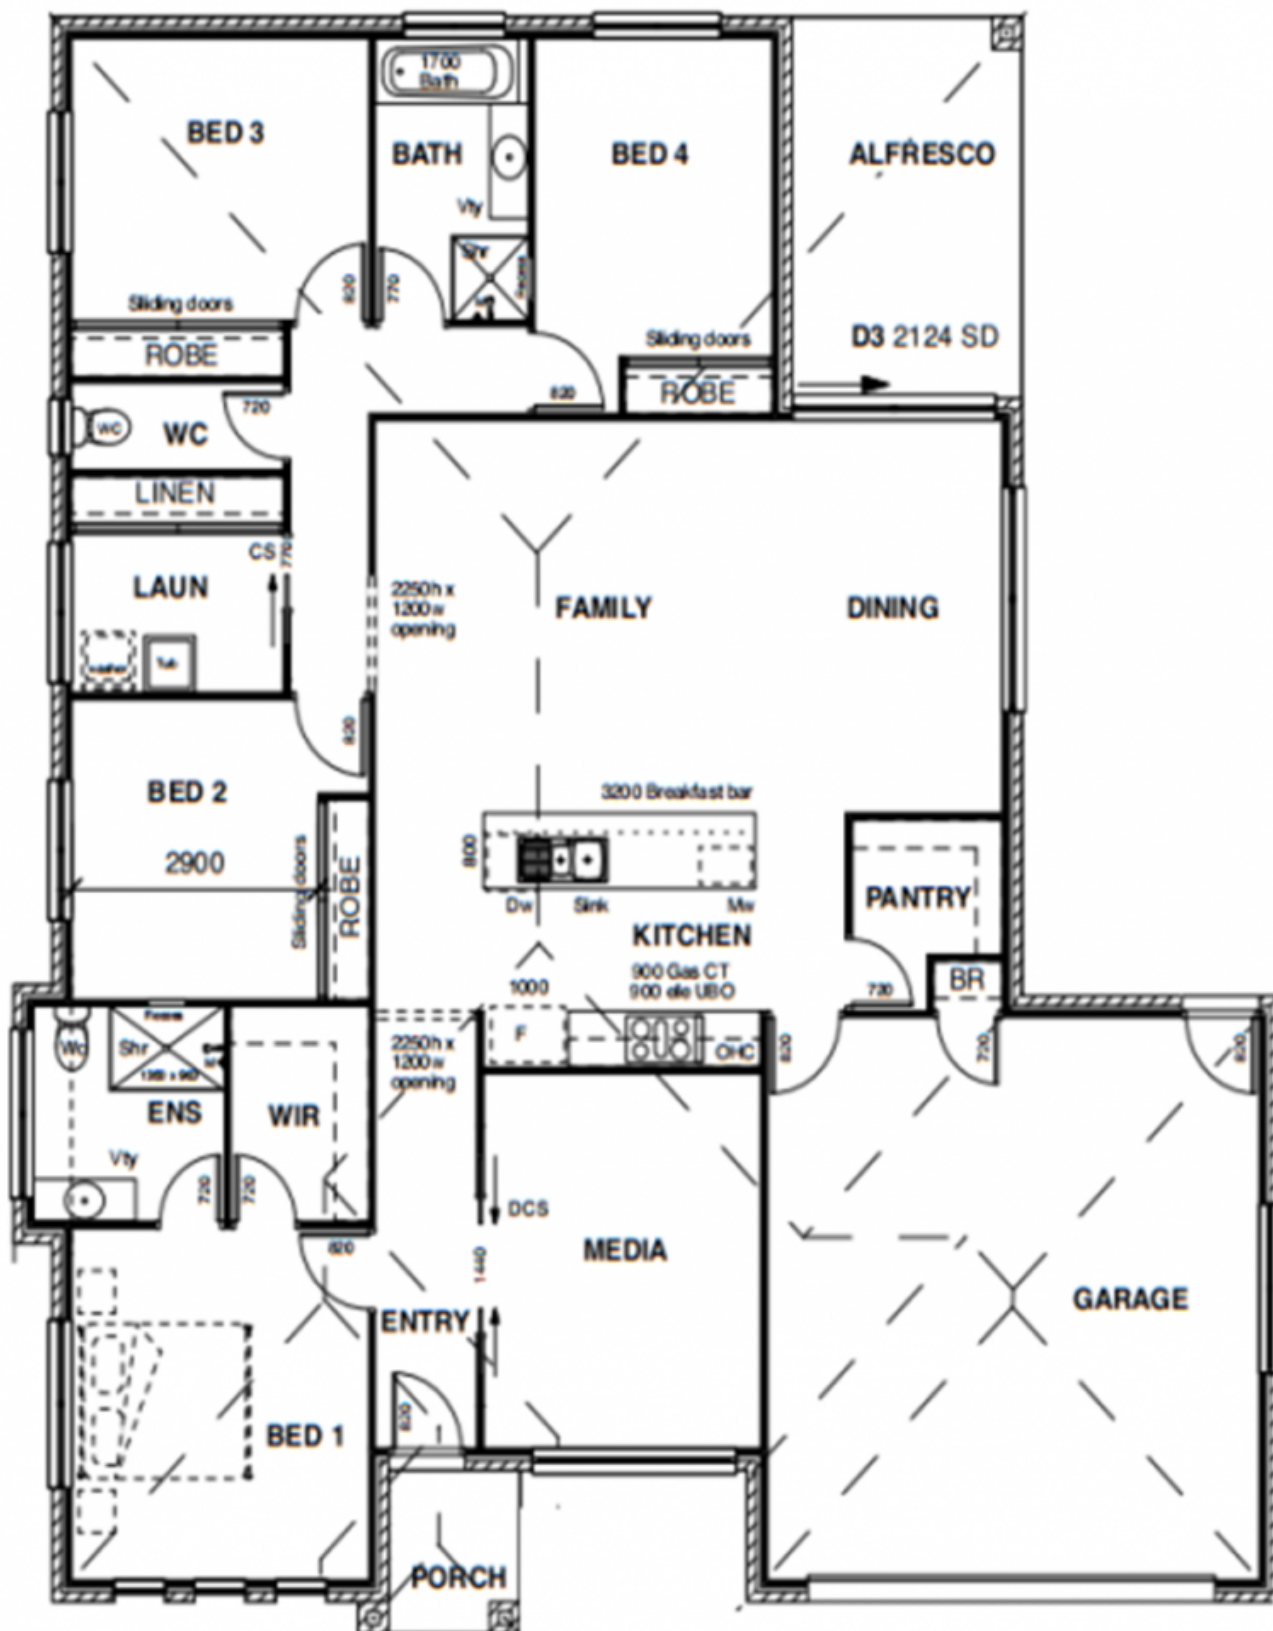 1700
Bath
BED 3
BATH
BED 4
ALFRESCO
Vty
Shr
Recess
820
770
Sliding doors
ROBE
Sliding doors
ROBE
D3 2124 SD
820
720
WC
WC
LINEN
CS
770
LAUN
Tub
2250h x
1200w
opening
FAMILY
DINING
820
BED 2
2900
Sliding doors
ROBE
3200 Breakfast bar
800
Dw
Sink
Mw
PANTRY
KITCHEN
900 Gas CT
900 ele UBO
1000
720
BR
F
OHC
820
720
820
2250h x
1200w
opening
Wc
Recess
Shr
ENS
WIR
Vty
720
720
DCS
MEDIA
820
1440
ENTRY
GARAGE
820
BED 1
PORCH